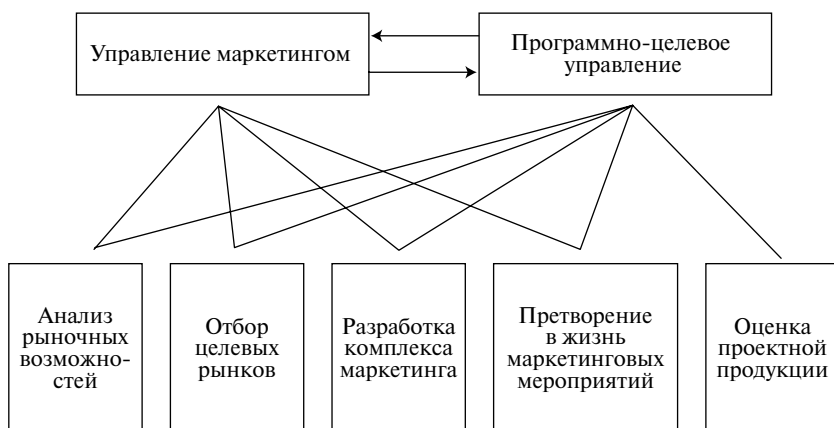 Управление маркетингом
Программно-целевое
управление
Анализ
рыночных
возможно-
стей
Отбор
целевых
рынков
Разработка
комплекса
маркетинга
Претворение
в жизнь
маркетинговых
мероприятий
Оценка
проектной
продукции